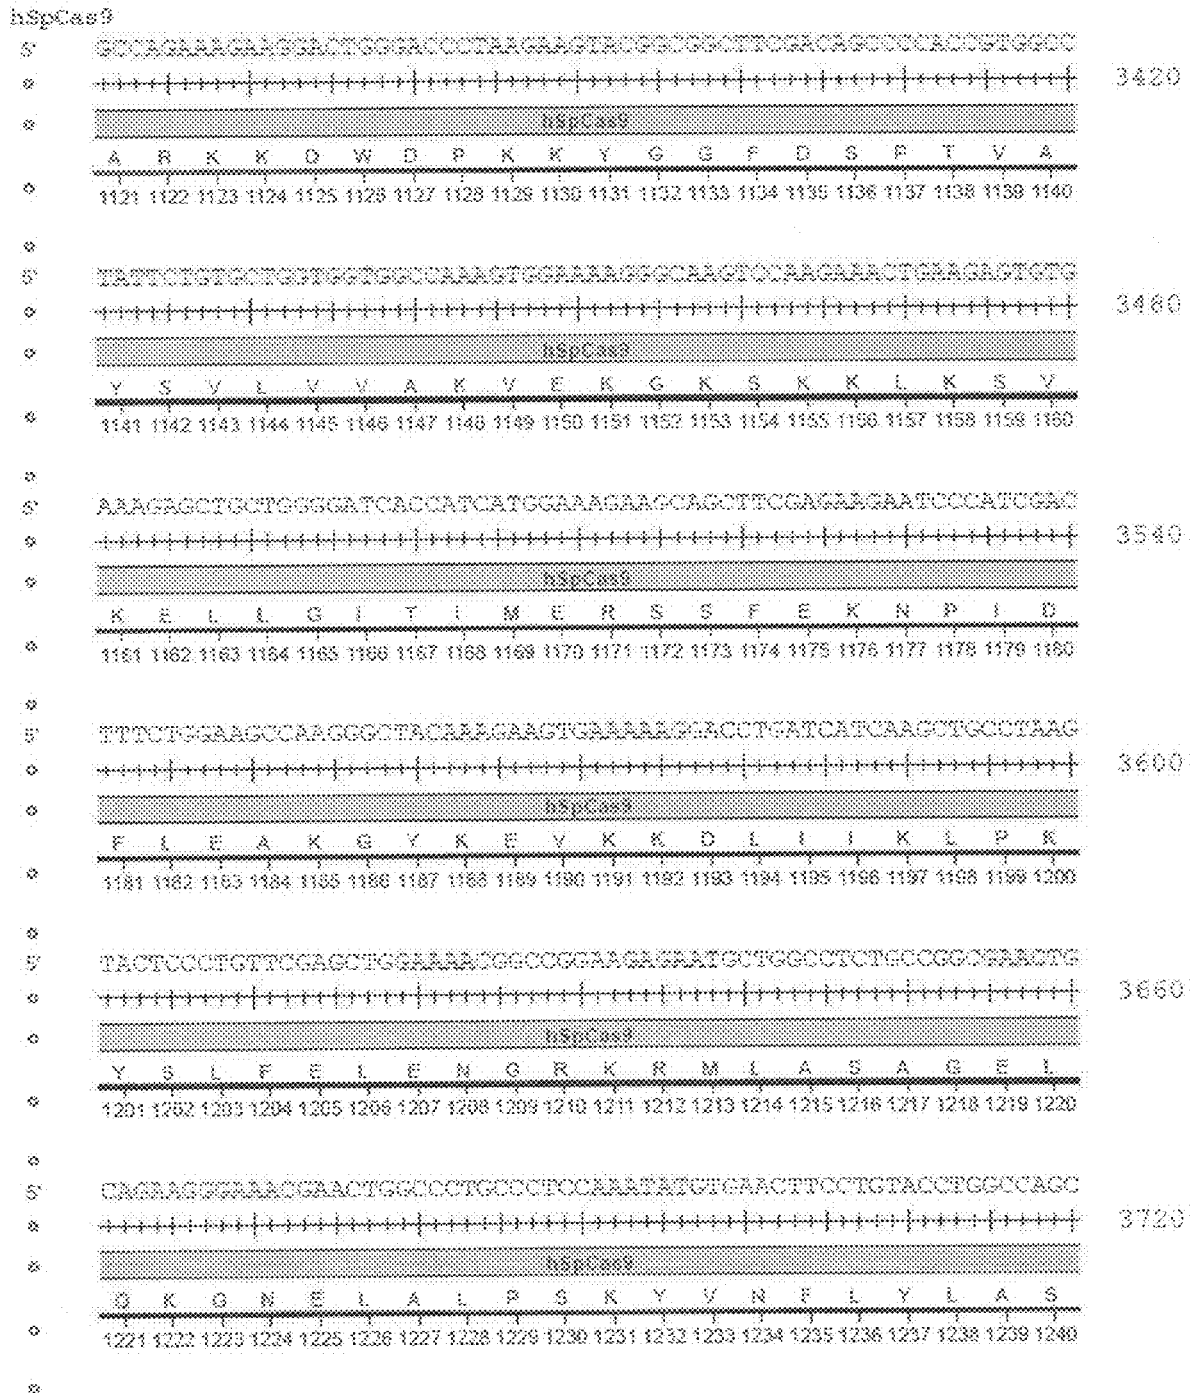 hSpCas9
5' GCCAGAAAGAAGGACTGGGACCCTAAGAAGTACGGCGGCTTCGACAGCCCCACCGTGGCC
3420
hSpCas9
A R K K D W D P K K Y G G F D S P T V A
1121 1122 1123 1124 1125 1126 1127 1128 1129 1130 1131 1132 1133 1134 1135 1136 1137 1138 1139 1140
5' TATTCTGTGCTGGTGGTGGCCAAAGTGGAAAAGGGCAAGTCCAAGAAACTGAAGAGTGTG
3480
hSpCas9
Y S V L V V A K V E K G K S K K L K S V
1141 1142 1143 1144 1145 1146 1147 1148 1149 1150 1151 1152 1153 1154 1155 1156 1157 1158 1159 1160
5' AAAGAGCTGCTGGGGATCACCATCATGGAAAGAAGCAGCTTCGAGAAGAATCCCATCGAC
3540
hSpCas9
K E L L G I T I M E R S S F E K N P I D
1161 1162 1163 1164 1165 1166 1167 1168 1169 1170 1171 1172 1173 1174 1175 1176 1177 1178 1179 1180
5' TTTCTGGAAGCCAAGGGCTACAAAGAAGTGAAAAAGGACCTGATCATCAAGCTGCCTAAG
3600
hSpCas9
F L E A K G Y K E V K K D L I I K L P K
1181 1182 1183 1184 1185 1186 1187 1188 1189 1190 1191 1192 1193 1194 1195 1196 1197 1198 1199 1200
5' TACTCCCTGTTCGAGCTGGAAAACGGCCGGAAGAGAATGCTGGCCTCTGCCGGCGAACTG
3660
hSpCas9
Y S L F E L E N G R K R M L A S A G E L
1201 1202 1203 1204 1205 1206 1207 1208 1209 1210 1211 1212 1213 1214 1215 1216 1217 1218 1219 1220
5' CAGAAGGGAAACGAACTGGCCCTGCCCTCCAAATATGTGAACTTCCTGTACCTGGCCAGC
3720
hSpCas9
Q K G N E L A L P S K Y V N F L Y L A S
1221 1222 1223 1224 1225 1226 1227 1228 1229 1230 1231 1232 1233 1234 1235 1236 1237 1238 1239 1240